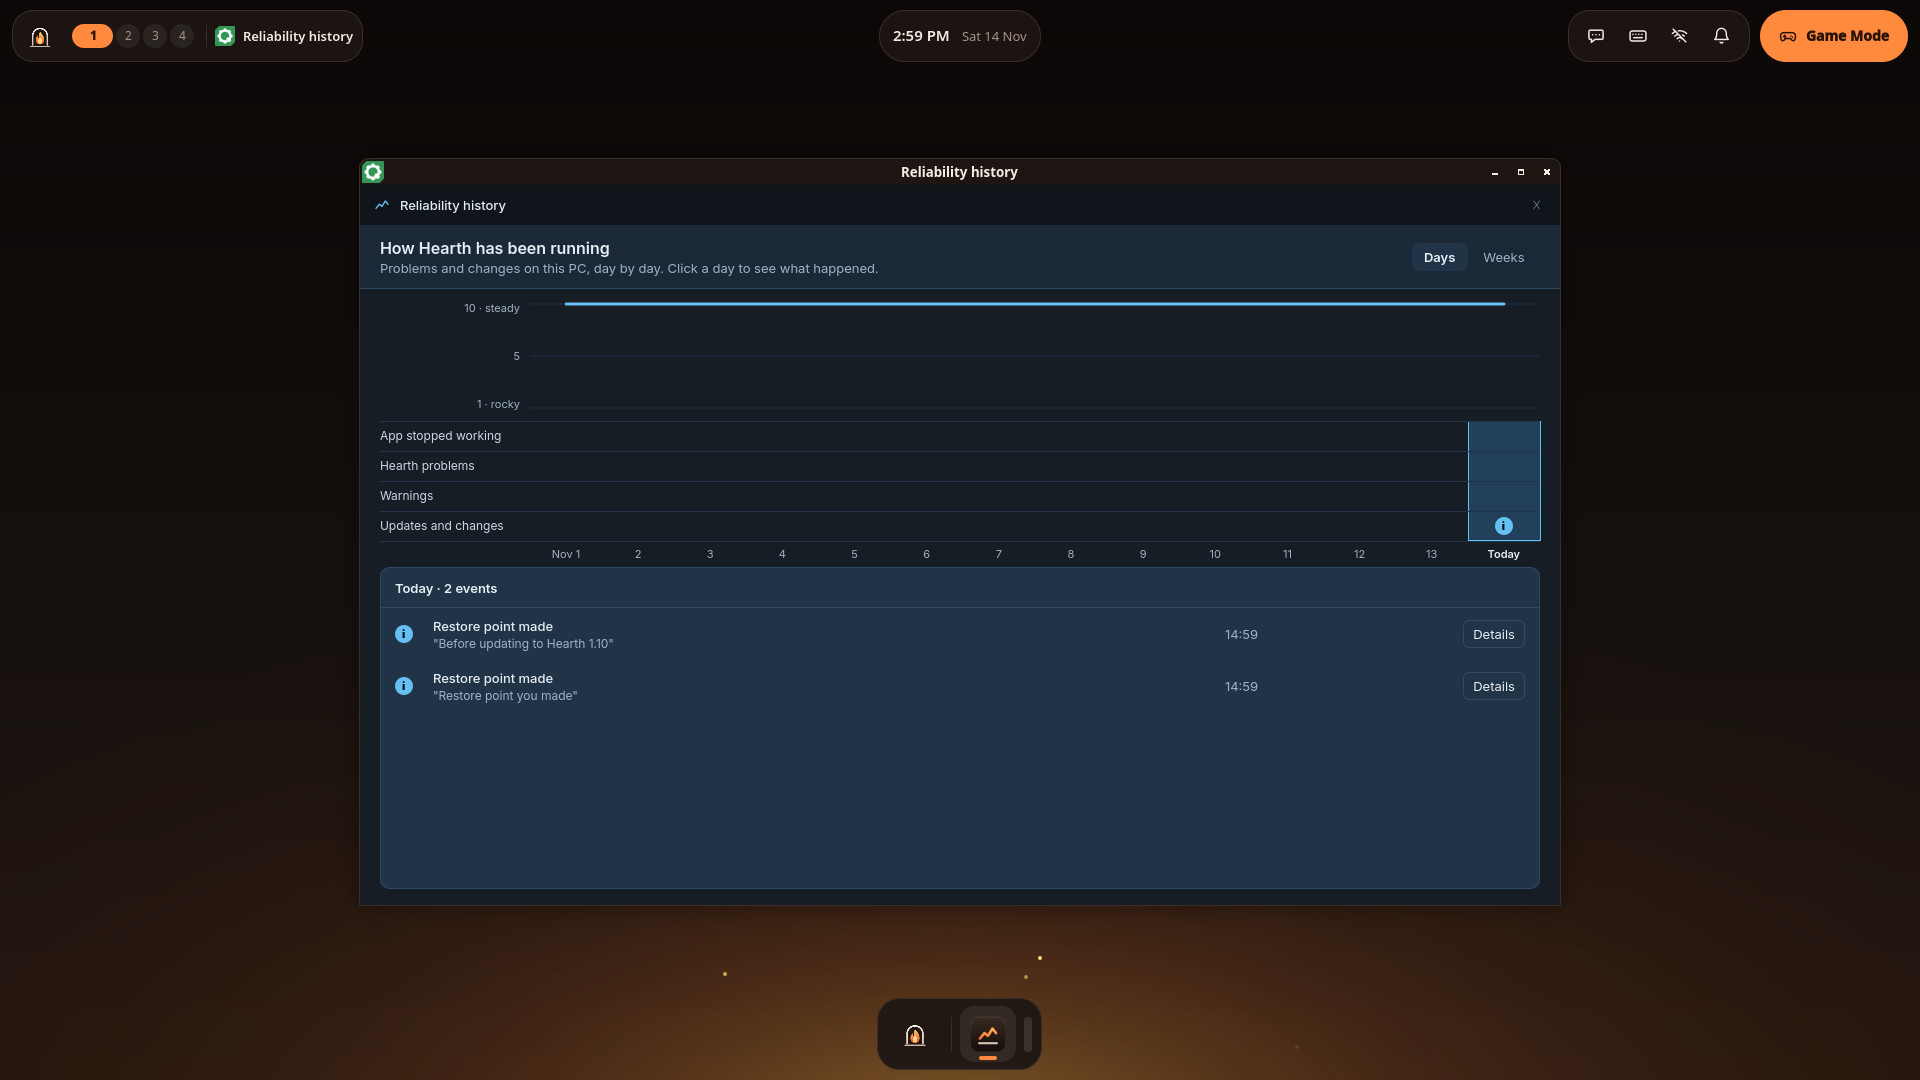 1 2 3 4 Reliability history
2:59 PM Sat 14 Nov
Game Mode
Reliability history
Reliability history X
How Hearth has been running
Problems and changes on this PC, day by day. Click a day to see what happened.
Days Weeks
10 · steady
5
1 · rocky
App stopped working
Hearth problems
Warnings
Updates and changes
Nov 1 2 3 4 5 6 7 8 9 10 11 12 13 Today
Today · 2 events
Restore point made
"Before updating to Hearth 1.10"
14:59 Details
Restore point made
"Restore point you made"
14:59 Details